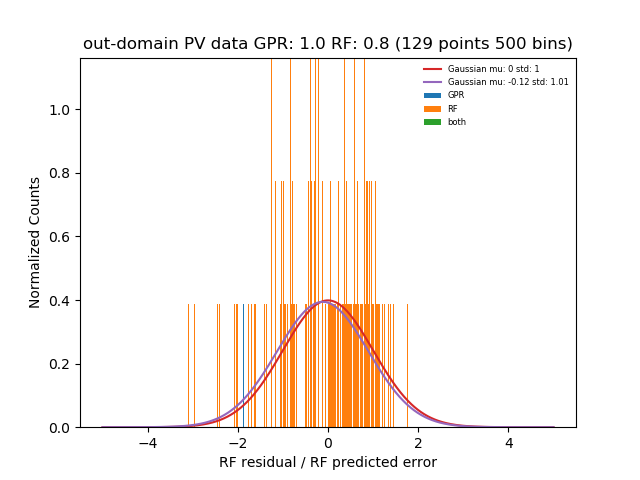 out-domain PV data GPR: 1.0 RF: 0.8 (129 points 500 bins)
Gaussian mu: 0 std: 1
Gaussian mu: -0.12 std: 1.01
GPR
RF
both
Normalized Counts
1.0
0.8
0.6
0.4
0.2
0.0
−4
−2
0
2
4
RF residual / RF predicted error